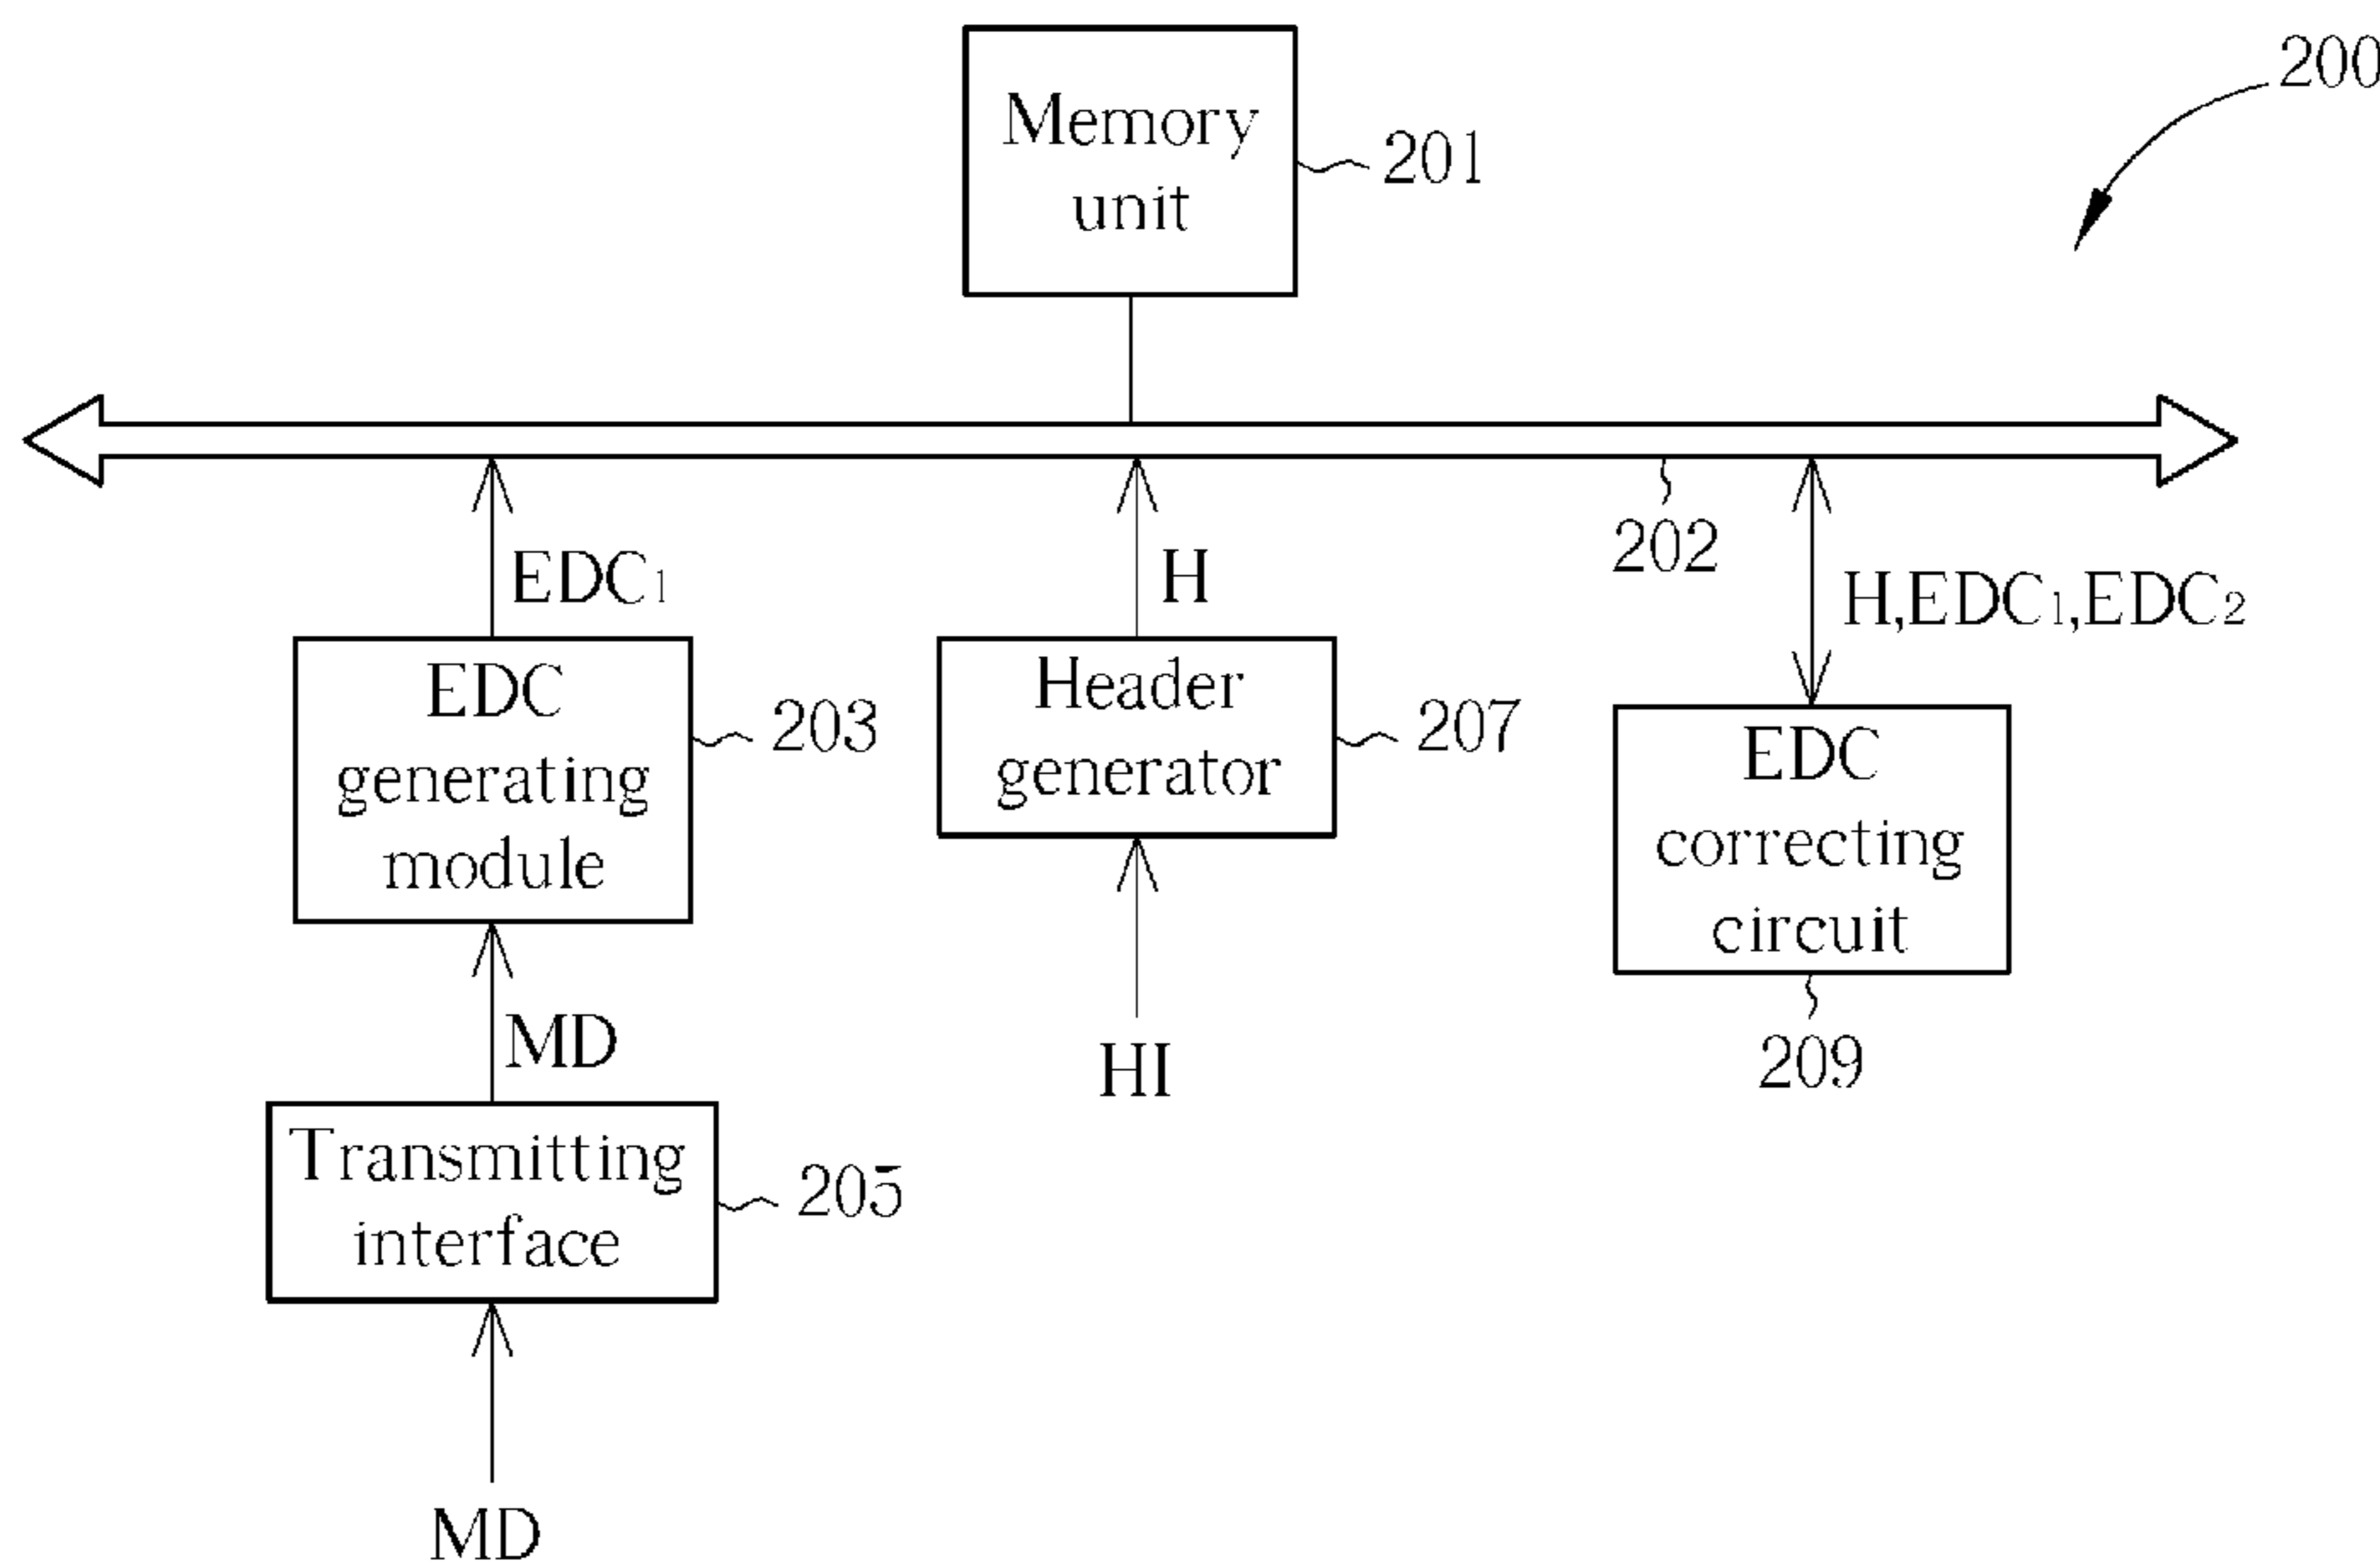 200
Memory
unit
201
202
EDC₁
H
H,EDC₁,EDC₂
EDC
generating
module
203
Header
generator
207
EDC
correcting
circuit
209
MD
HI
Transmitting
interface
205
MD